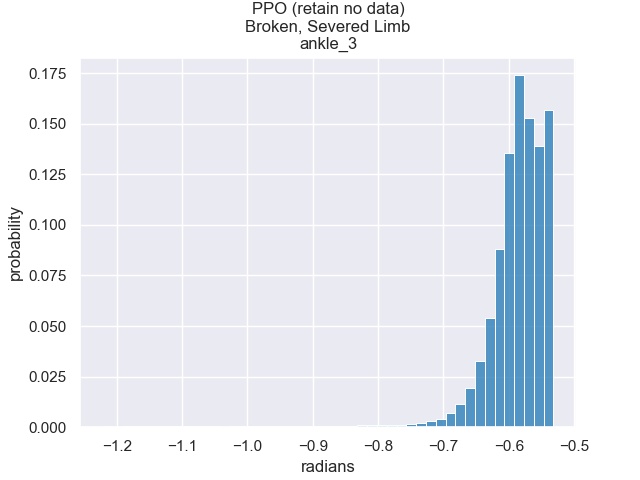 PPO (retain no data)
Broken, Severed Limb
ankle_3
0.175
0.150
0.125
0.100
0.075
0.050
0.025
0.000
probability
−1.2 −1.1 −1.0 −0.9 −0.8 −0.7 −0.6 −0.5
radians